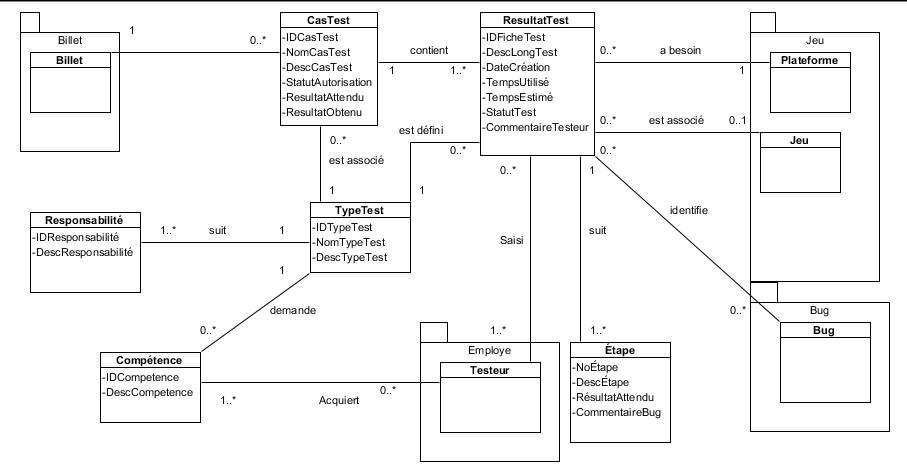 CasTest
-IDCasTest
-NomCasTest
-DescCasTest
-StatutAutorisation
-ResultatAttendu
-ResultatObtenu
ResultatTest
-IDFicheTest
-DescLongTest
-DateCréation
-TempsUtilisé
-TempsEstimé
-StatutTest
-CommentaireTesteur
Billet
Billet
1
0..*
contient
1
1..*
Jeu
Plateforme
0..*
a besoin
1
Jeu
0..*
est associé
0..1
0..*
est associé
1
est défini
0..*
1
0..*
identifie
0..*
0..*
Saisi
1..*
1
suit
1..*
Responsabilité
-IDResponsabilité
-DescResponsabilité
1..*
suit
1
TypeTest
-IDTypeTest
-NomTypeTest
-DescTypeTest
1
demande
0..*
Bug
Bug
Compétence
-IDCompetence
-DescCompetence
1..*
Acquiert
0..*
Employe
Testeur
Étape
-NoÉtape
-DescÉtape
-RésultatAttendu
-CommentaireBug